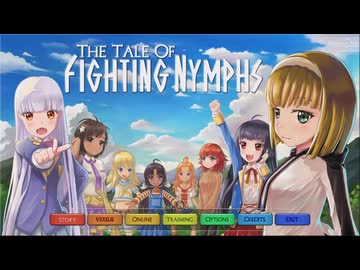 THE TALE OF
FIGHTING NYMPHS
STORY VERSUS ONLINE TRAINING OPTIONS CREDITS EXIT